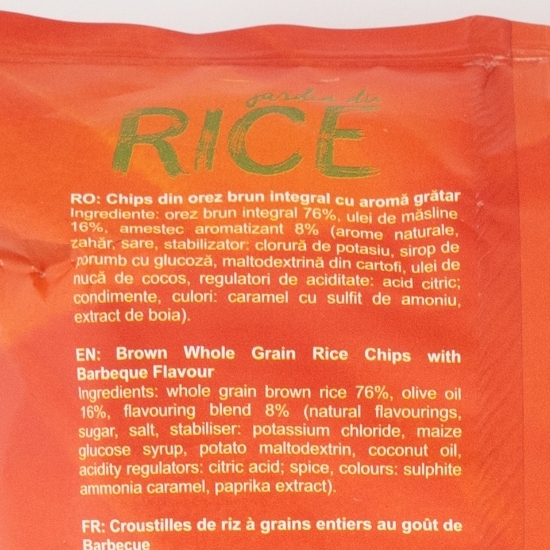 jardin du
RICE
RO: Chips din orez brun integral cu aromă grătar
Ingrediente: orez brun integral 76%, ulei de măsline
16%, amestec aromatizant 8% (arome naturale,
zahăr, sare, stabilizator: clorură de potasiu, sirop de
porumb cu glucoză, maltodextrină din cartofi, ulei de
nucă de cocos, regulatori de aciditate: acid citric;
condimente, culori: caramel cu sulfit de amoniu,
extract de boia).
EN: Brown Whole Grain Rice Chips with
Barbeque Flavour
Ingredients: whole grain brown rice 76%, olive oil
16%, flavouring blend 8% (natural flavourings,
sugar, salt, stabiliser: potassium chloride, maize
glucose syrup, potato maltodextrin, coconut oil,
acidity regulators: citric acid; spice, colours: sulphite
ammonia caramel, paprika extract).
FR: Croustilles de riz à grains entiers au goût de
Barbecue